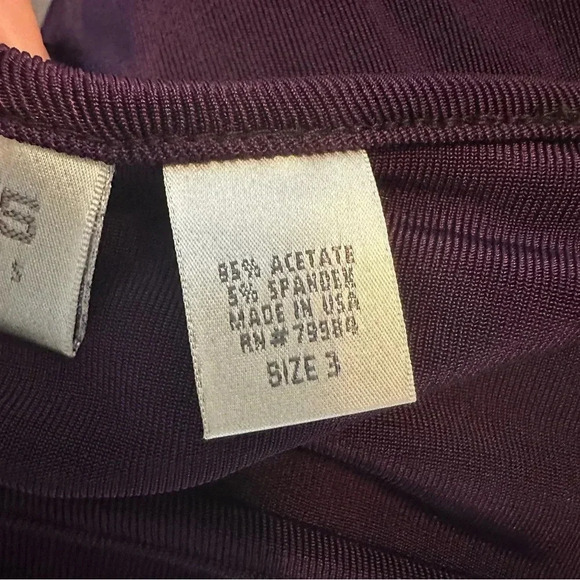 95% ACETATE
5% SPANDEX
MADE IN USA
RN# 79984
SIZE 3
S